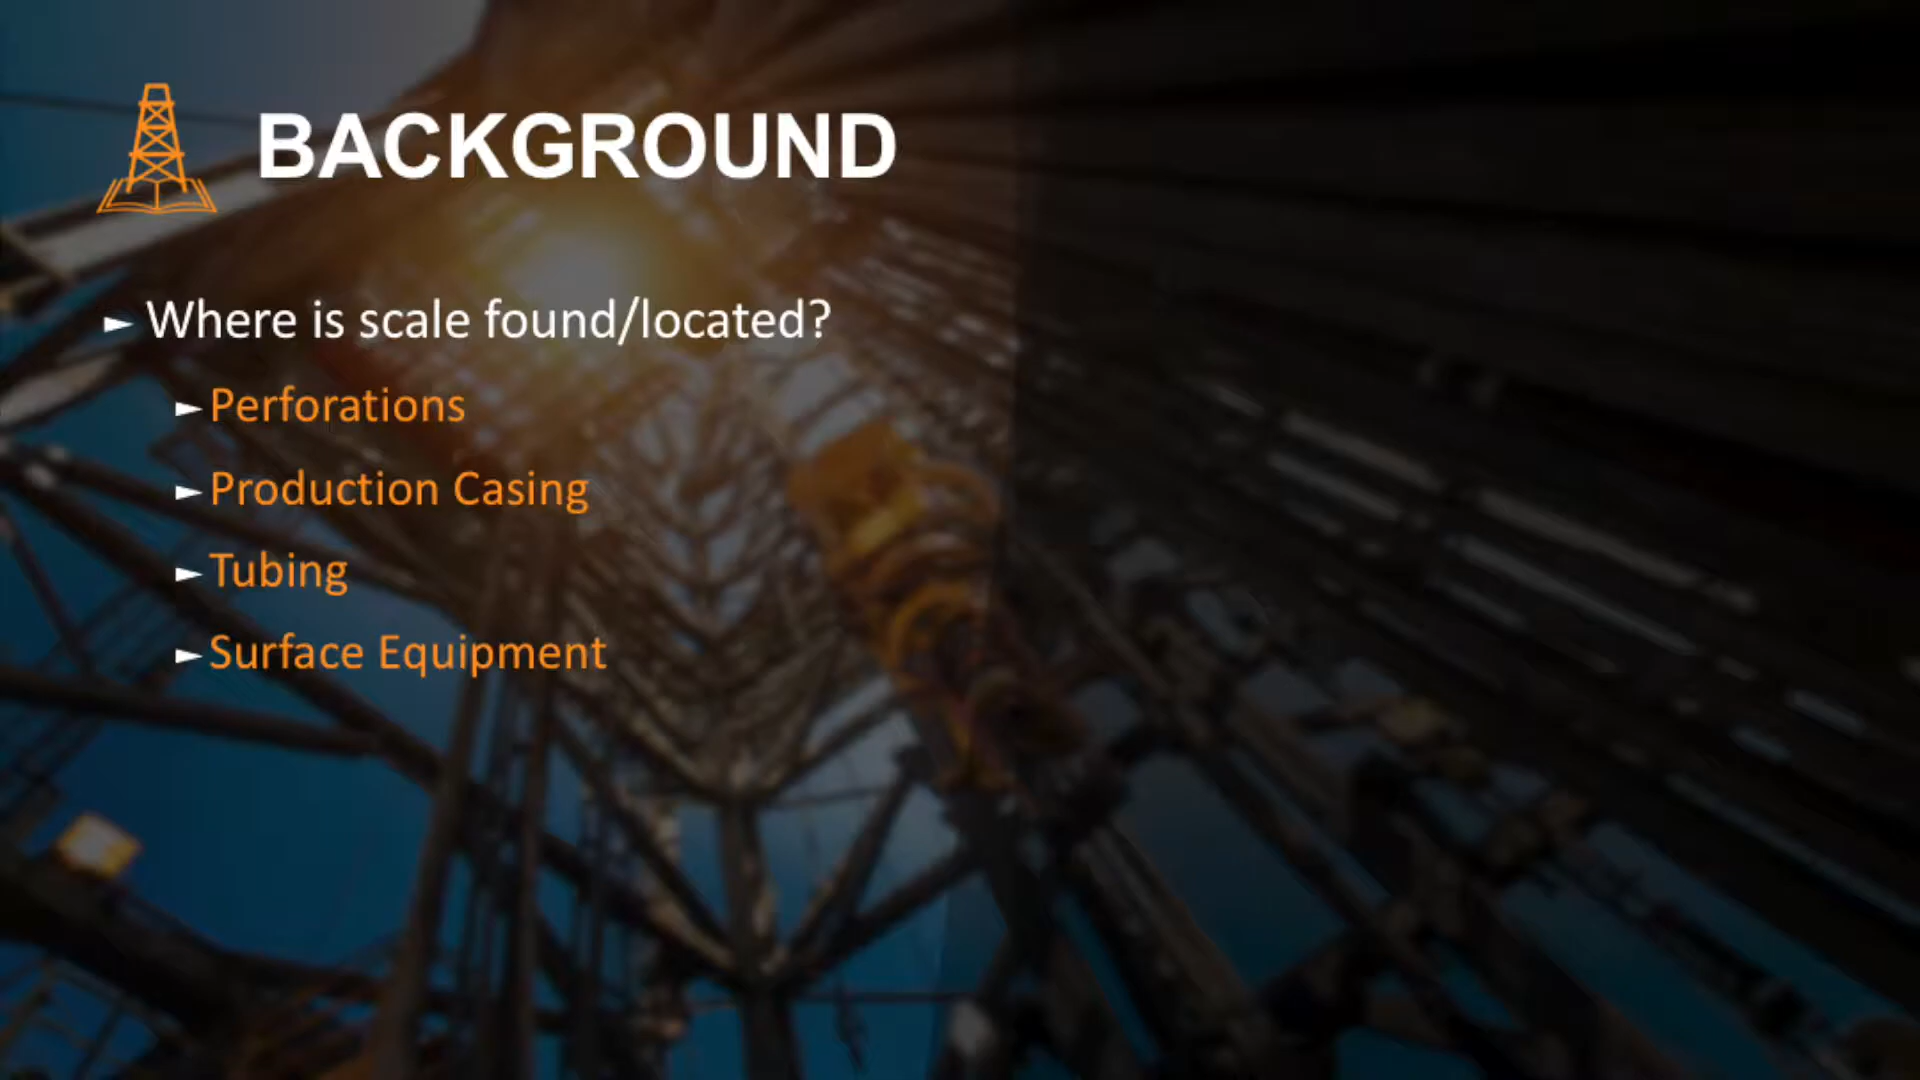 BACKGROUND
Where is scale found/located?
Perforations
Production Casing
Tubing
Surface Equipment